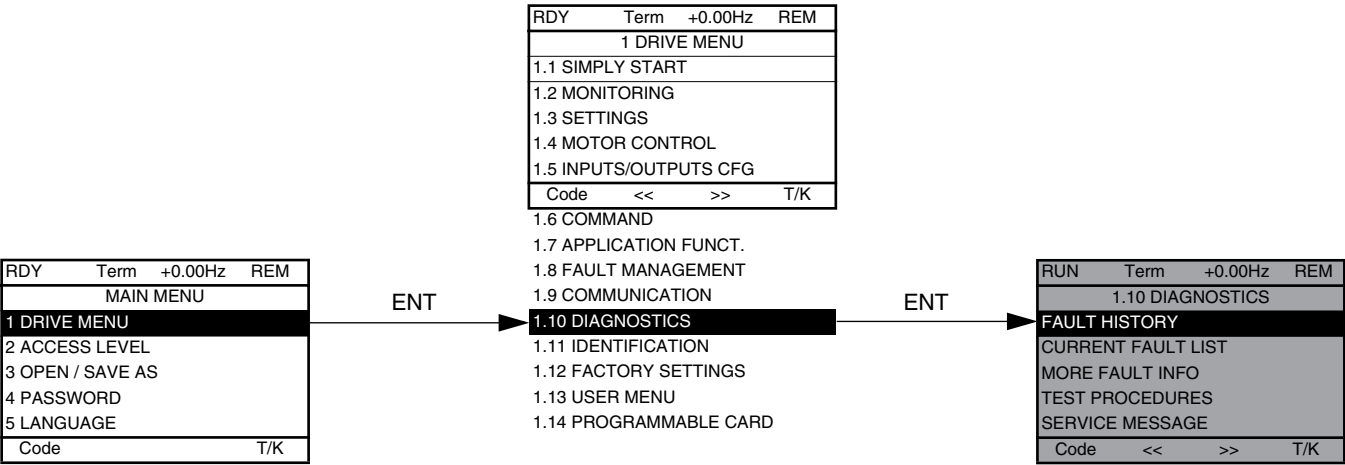 RDY Term +0.00Hz REM
1 DRIVE MENU
1.1 SIMPLY START
1.2 MONITORING
1.3 SETTINGS
1.4 MOTOR CONTROL
1.5 INPUTS/OUTPUTS CFG
Code << >> T/K
1.6 COMMAND
1.7 APPLICATION FUNCT.
1.8 FAULT MANAGEMENT
1.9 COMMUNICATION
1.10 DIAGNOSTICS
1.11 IDENTIFICATION
1.12 FACTORY SETTINGS
1.13 USER MENU
1.14 PROGRAMMABLE CARD
RDY Term +0.00Hz REM
MAIN MENU
1 DRIVE MENU
2 ACCESS LEVEL
3 OPEN / SAVE AS
4 PASSWORD
5 LANGUAGE
Code T/K
ENT
ENT
RUN Term +0.00Hz REM
1.10 DIAGNOSTICS
FAULT HISTORY
CURRENT FAULT LIST
MORE FAULT INFO
TEST PROCEDURES
SERVICE MESSAGE
Code << >> T/K